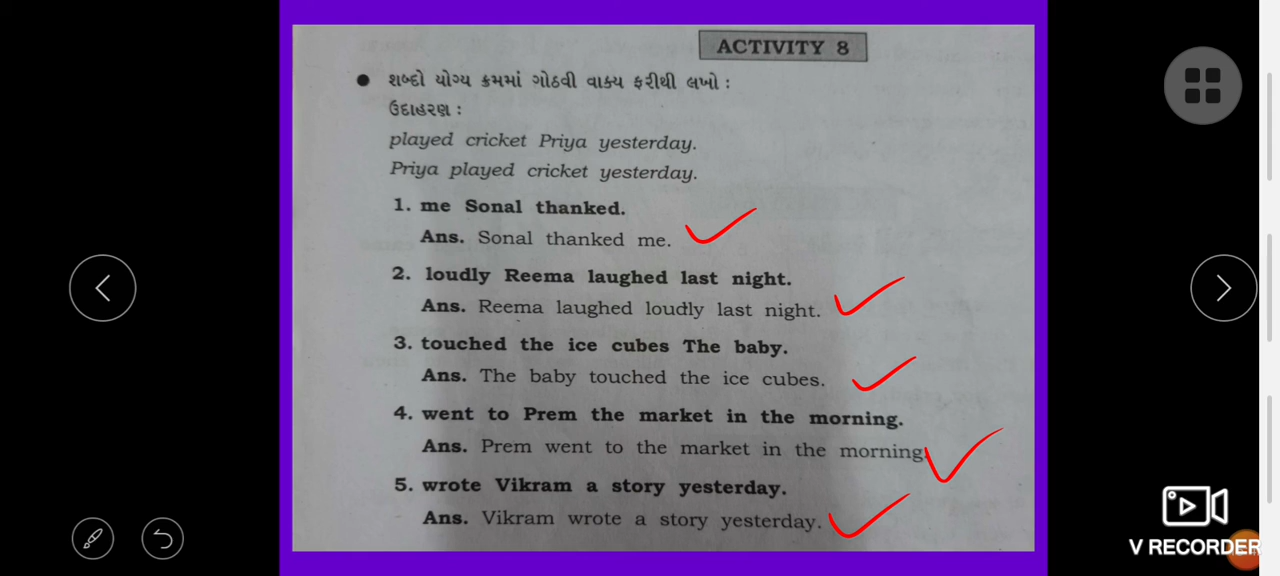 ACTIVITY 8
● શબ્દો યોગ્ય ક્રમમાં ગોઠવી વાક્ય ફરીથી લખો :
ઉદાહરણ :
played cricket Priya yesterday.
Priya played cricket yesterday.
1. me Sonal thanked.
Ans. Sonal thanked me.
2. loudly Reema laughed last night.
Ans. Reema laughed loudly last night.
3. touched the ice cubes The baby.
Ans. The baby touched the ice cubes.
4. went to Prem the market in the morning.
Ans. Prem went to the market in the morning.
5. wrote Vikram a story yesterday.
Ans. Vikram wrote a story yesterday.
V RECORDER